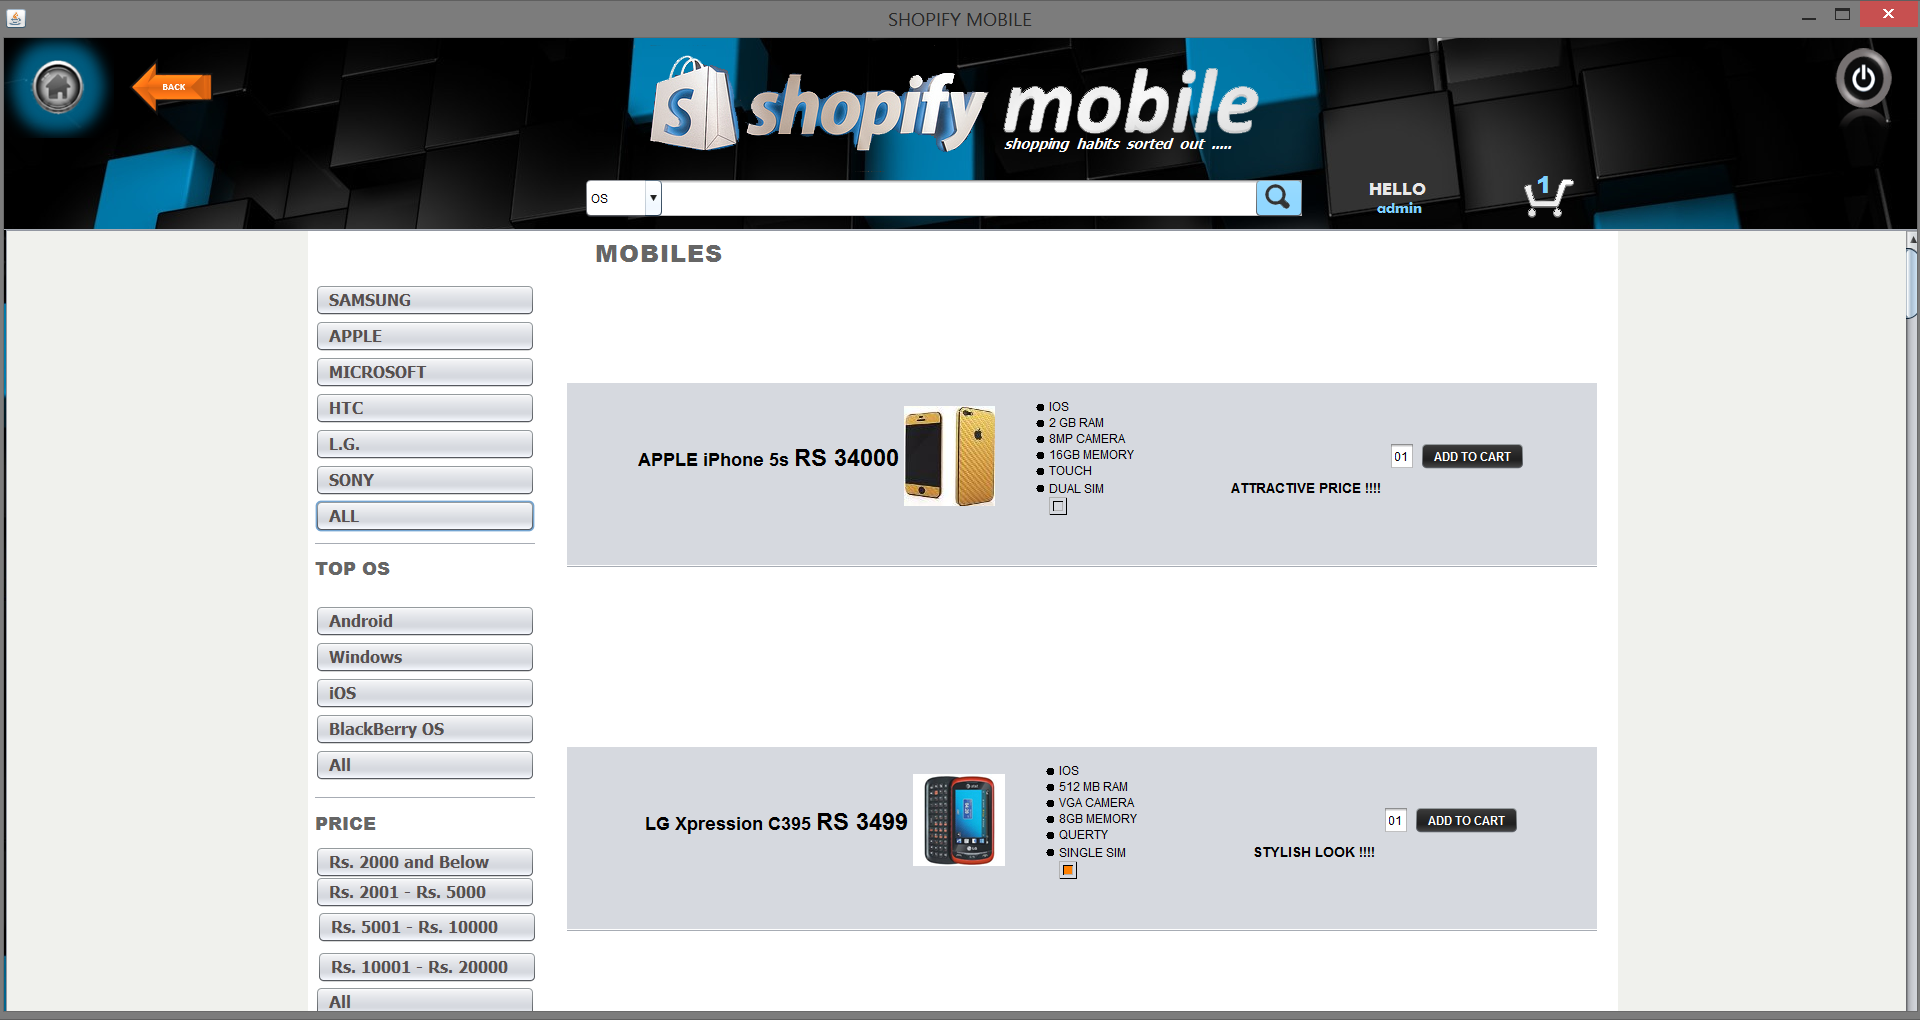 SHOPIFY MOBILE
BACK
S shopify mobile
shopping habits sorted out .....
OS
HELLO
admin
1
MOBILES
SAMSUNG
APPLE
MICROSOFT
HTC
L.G.
SONY
ALL
TOP OS
Android
Windows
iOS
BlackBerry OS
All
PRICE
Rs. 2000 and Below
Rs. 2001 - Rs. 5000
Rs. 5001 - Rs. 10000
Rs. 10001 - Rs. 20000
All
APPLE iPhone 5s RS 34000
IOS
2 GB RAM
8MP CAMERA
16GB MEMORY
TOUCH
DUAL SIM
ATTRACTIVE PRICE !!!!
01
ADD TO CART
LG Xpression C395 RS 3499
IOS
512 MB RAM
VGA CAMERA
8GB MEMORY
QUERTY
SINGLE SIM
STYLISH LOOK !!!!
01
ADD TO CART